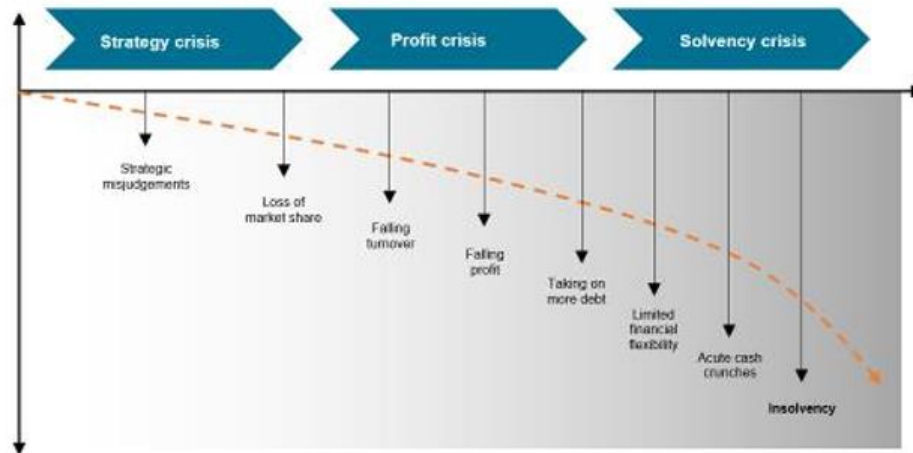 Strategy crisis
Profit crisis
Solvency crisis
Strategic
misjudgements
Loss of
market share
Falling
turnover
Falling
profit
Taking on
more debt
Limited
financial
flexibility
Acute cash
crunches
Insolvency